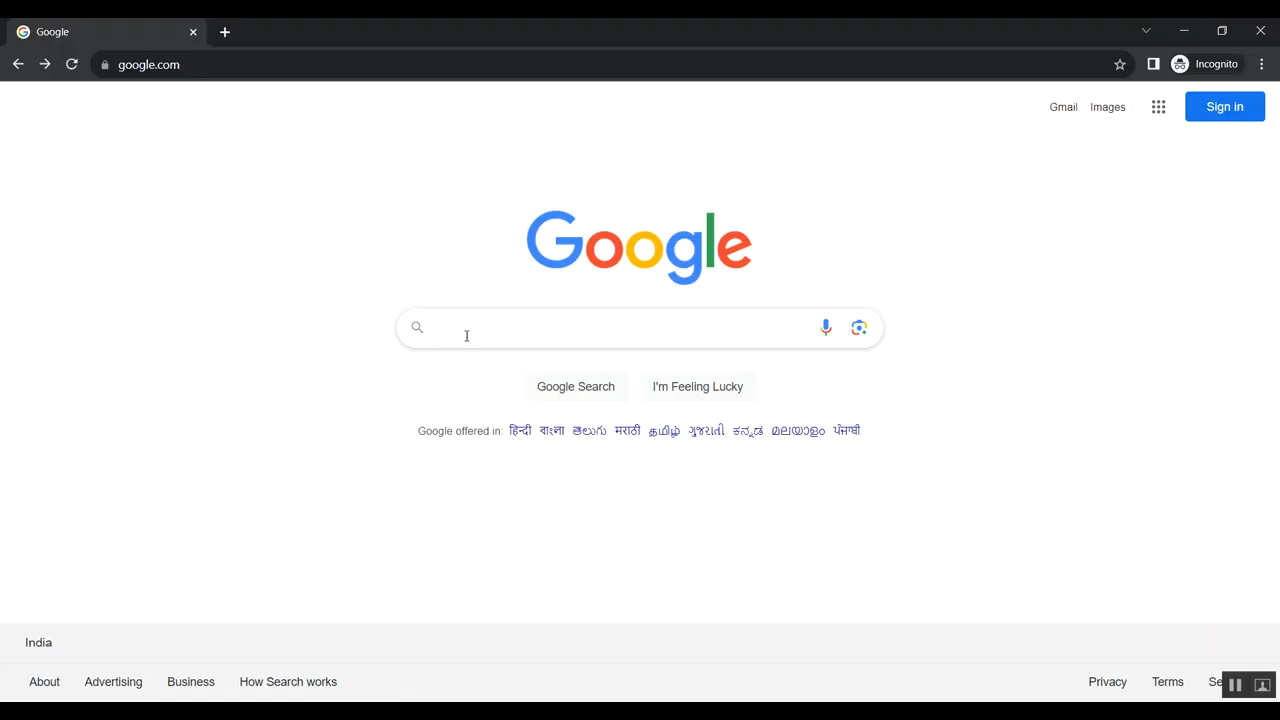 Google
google.com
Incognito
Gmail Images Sign in
Google
Google Search I'm Feeling Lucky
Google offered in: हिन्दी বাংলা తెలుగు मराठी தமிழ் ગુજરાતી ಕನ್ನಡ മലയാളം ਪੰਜਾਬੀ
India
About Advertising Business How Search works Privacy Terms